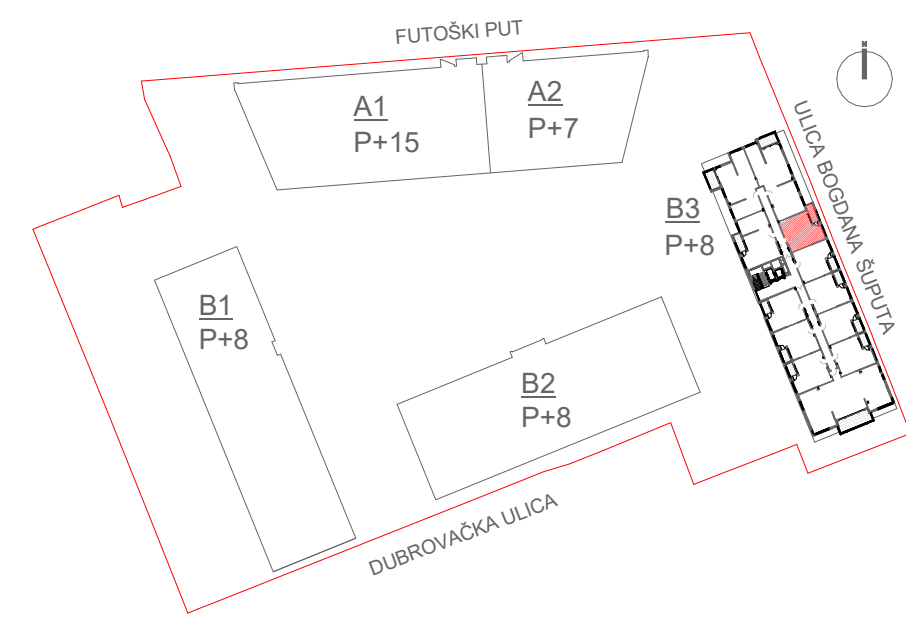 FUTOŠKI PUT
N
A1
P+15
A2
P+7
ULICA BOGDANA ŠUPUTA
B3
P+8
B1
P+8
B2
P+8
DUBROVAČKA ULICA